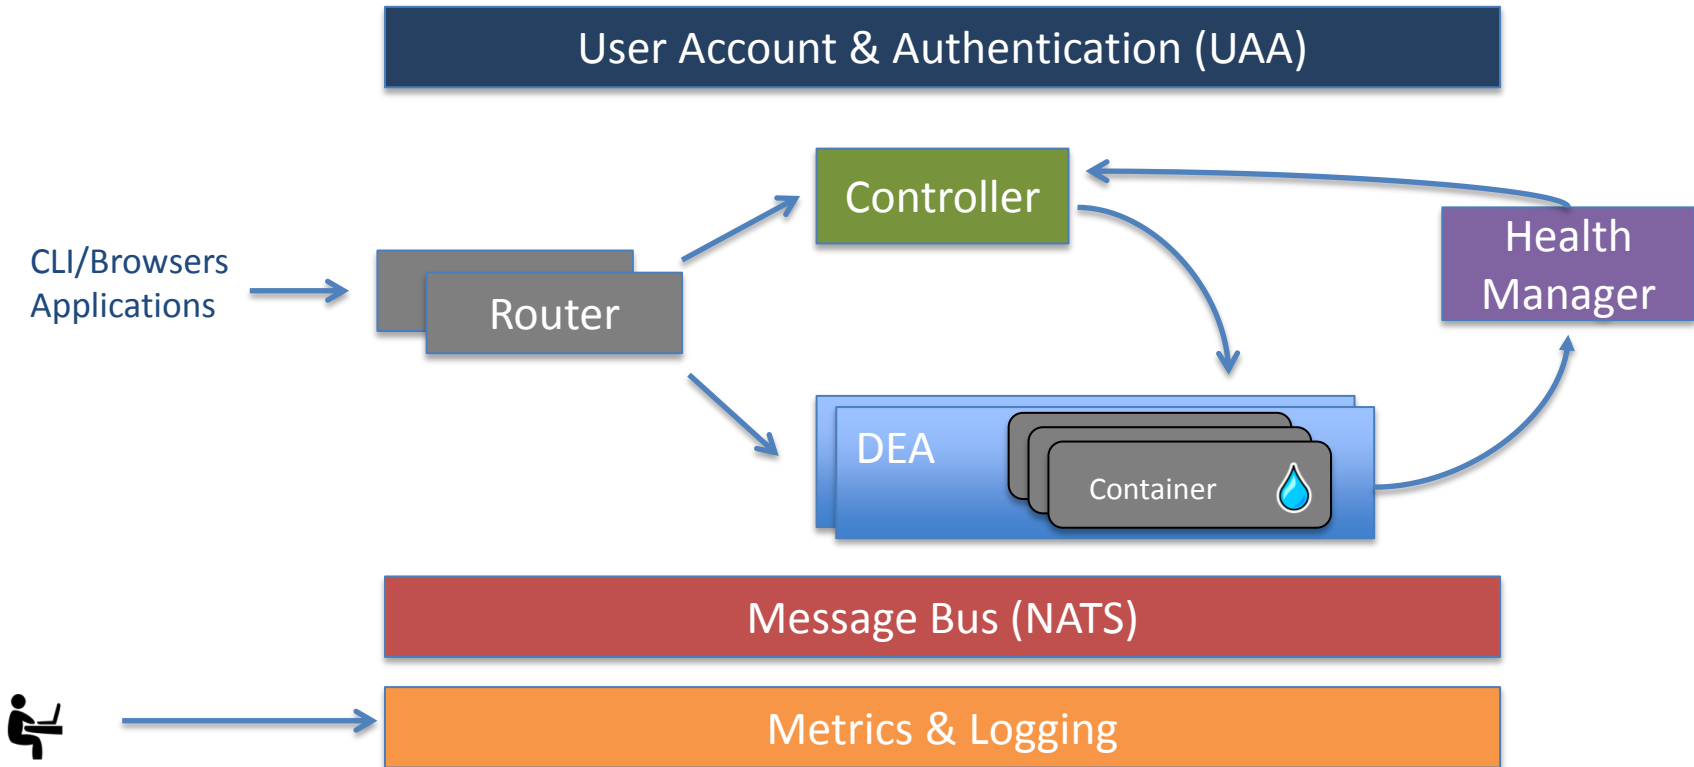 User Account & Authentication (UAA)
Controller
Health
Manager
CLI/Browsers
Applications
Router
DEA
Container
Message Bus (NATS)
Metrics & Logging